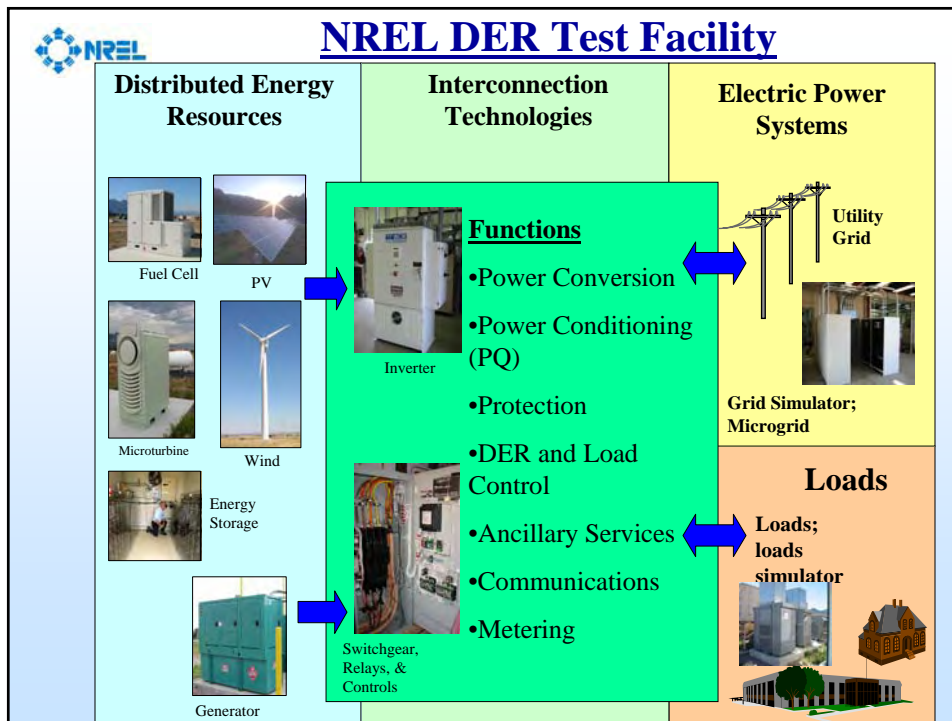 NREL
NREL DER Test Facility
Distributed Energy
Resources
Fuel Cell
PV
Microturbine
Wind
Energy
Storage
Generator
Interconnection
Technologies
Inverter
Switchgear,
Relays, &
Controls
Functions
•Power Conversion
•Power Conditioning
(PQ)
•Protection
•DER and Load
Control
•Ancillary Services
•Communications
•Metering
Electric Power
Systems
Utility
Grid
Grid Simulator;
Microgrid
Loads
Loads;
loads
simulator